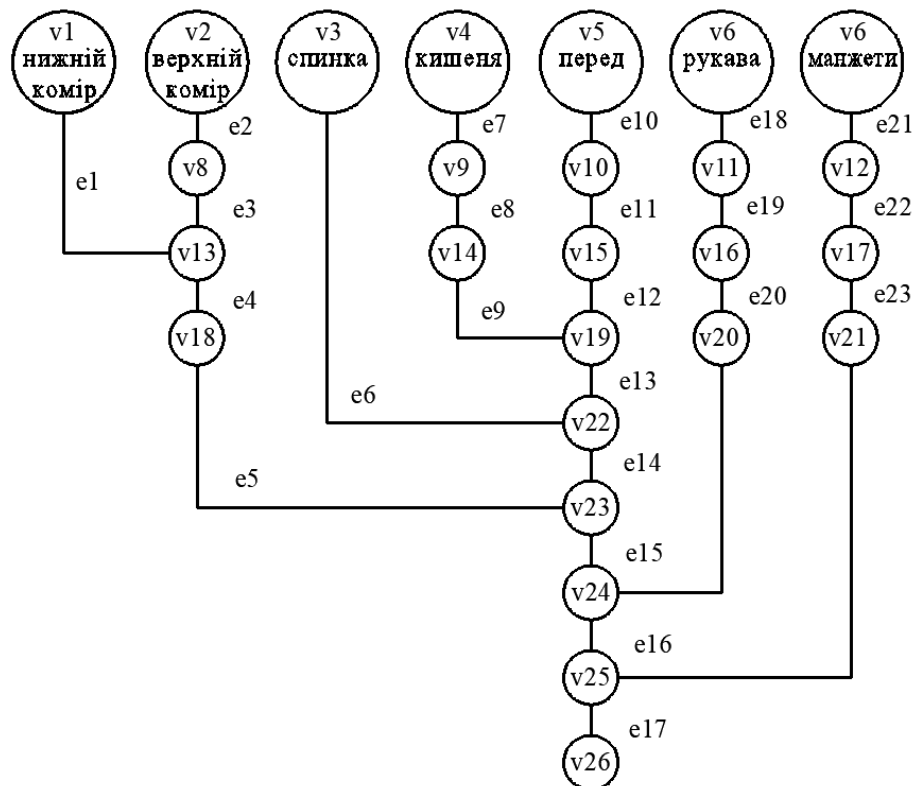 v1 v2 v3 v4 v5 v6 v6
нижній верхній спинка кишеня перед рукава манжети
комір комір
e2 e7 e10 e18 e21
e1 v8 v9 v10 v11 v12
e3 e8 e11 e19 e22
v13 v14 v15 v16 v17
e4 e9 e12 e20 e23
v18 v19 v20 v21
e13
e6 v22
e14
e5 v23
e15
v24
e16
v25
e17
v26